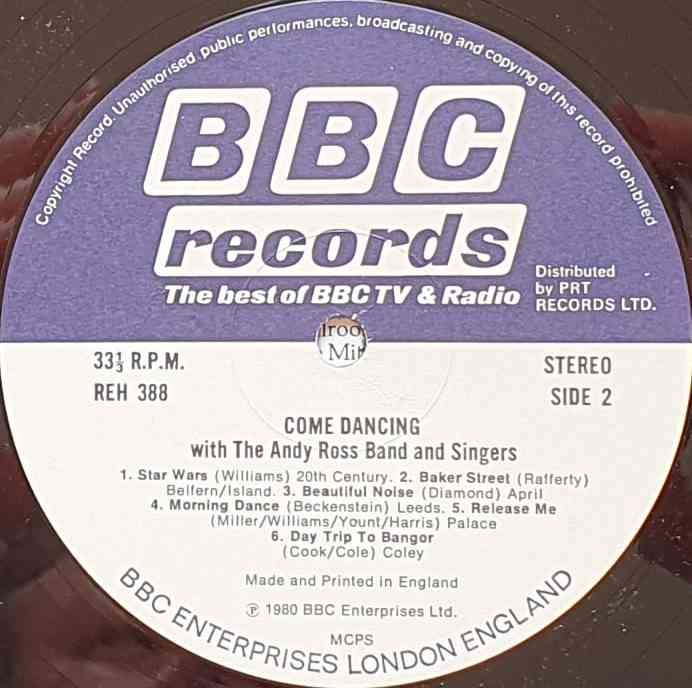 Copyright Record. Unauthorised public performances, broadcasting and copying of this record prohibited
BBC
records
The best of BBC TV & Radio
Distributed
by PRT
RECORDS LTD.
33⅓ R.P.M.
REH 388
STEREO
SIDE 2
COME DANCING
with The Andy Ross Band and Singers
1. Star Wars (Williams) 20th Century. 2. Baker Street (Rafferty)
Belfern/Island. 3. Beautiful Noise (Diamond) April
4. Morning Dance (Beckenstein) Leeds. 5. Release Me
(Miller/Williams/Yount/Harris) Palace
6. Day Trip To Bangor
(Cook/Cole) Coley
Made and Printed in England
℗ 1980 BBC Enterprises Ltd.
MCPS
BBC ENTERPRISES LONDON ENGLAND